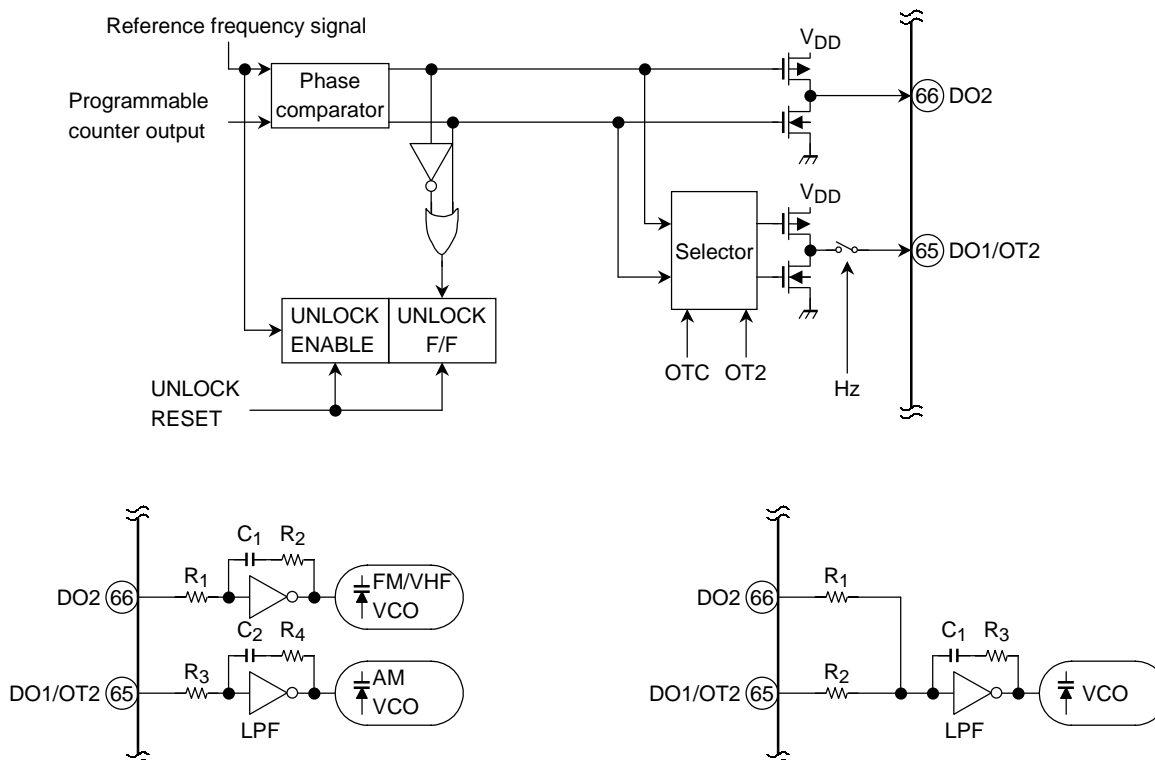 Reference frequency signal
Programmable
counter output
Phase
comparator
VDD
66 DO2
VDD
Selector
65 DO1/OT2
UNLOCK
ENABLE
UNLOCK
F/F
OTC
OT2
Hz
UNLOCK
RESET
C1
R2
DO2 66
R1
FM/VHF
VCO
C2
R4
DO1/OT2 65
R3
AM
VCO
LPF
DO2 66
R1
C1
R3
DO1/OT2 65
R2
VCO
LPF